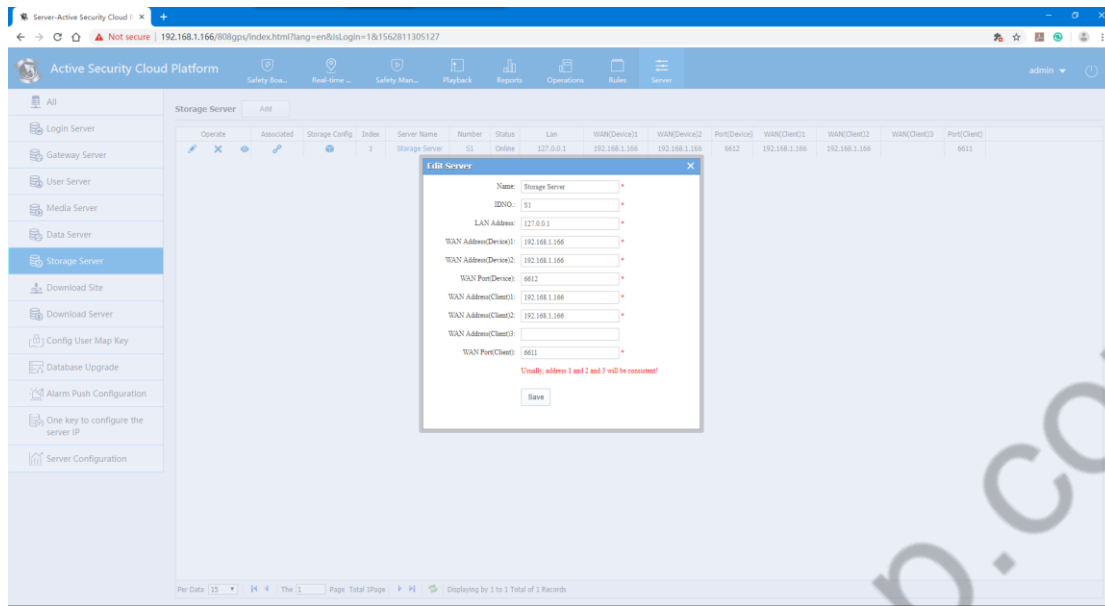 Server-Active Security Cloud P
Not secure | 192.168.1.166/808gps/index.html?lang=en&isLogin=1&1562811305127
Active Security Cloud Platform
Safety Boa... Real-time ... Safety Man... Playback Reports Operations Rules Server
admin
All
Storage Server Add
Operate Associated Storage Config Index Server Name Number Status Lan WAN(Device)1 WAN(Device)2 Port(Device) WAN(Client)1 WAN(Client)2 WAN(Client)3 Port(Client)
1 Storage Server S1 Online 127.0.0.1 192.168.1.166 192.168.1.166 6612 192.168.1.166 192.168.1.166 6611
Login Server
Gateway Server
User Server
Media Server
Data Server
Storage Server
Download Site
Download Server
Config User Map Key
Database Upgrade
Alarm Push Configuration
One key to configure the
server IP
Server Configuration
Edit Server
Name: Storage Server *
IDNO.: S1 *
LAN Address: 127.0.0.1 *
WAN Address(Device)1: 192.168.1.166 *
WAN Address(Device)2: 192.168.1.166 *
WAN Port(Device): 6612 *
WAN Address(Client)1: 192.168.1.166 *
WAN Address(Client)2: 192.168.1.166 *
WAN Address(Client)3:
WAN Port(Client): 6611 *
Usually, address 1 and 2 and 3 will be consistent!
Save
Per Data 15 The 1 Page Total 1Page Displaying by 1 to 1 Total of 1 Records
p.co